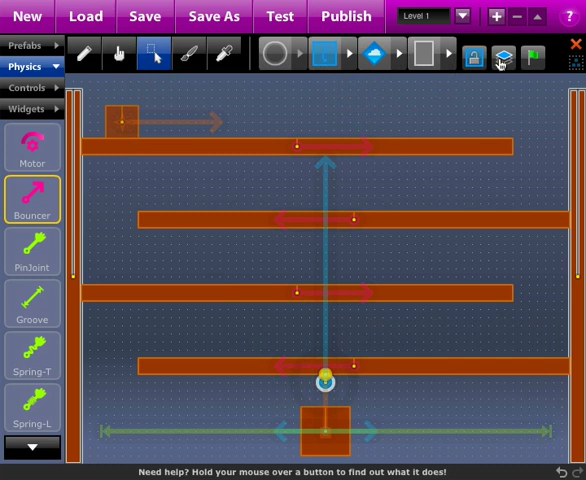 New Load Save Save As Test Publish Level 1 + − ?
Prefabs
Physics
Controls
Widgets
Motor
Bouncer
PinJoint
Groove
Spring-T
Spring-L
Need help? Hold your mouse over a button to find out what it does!